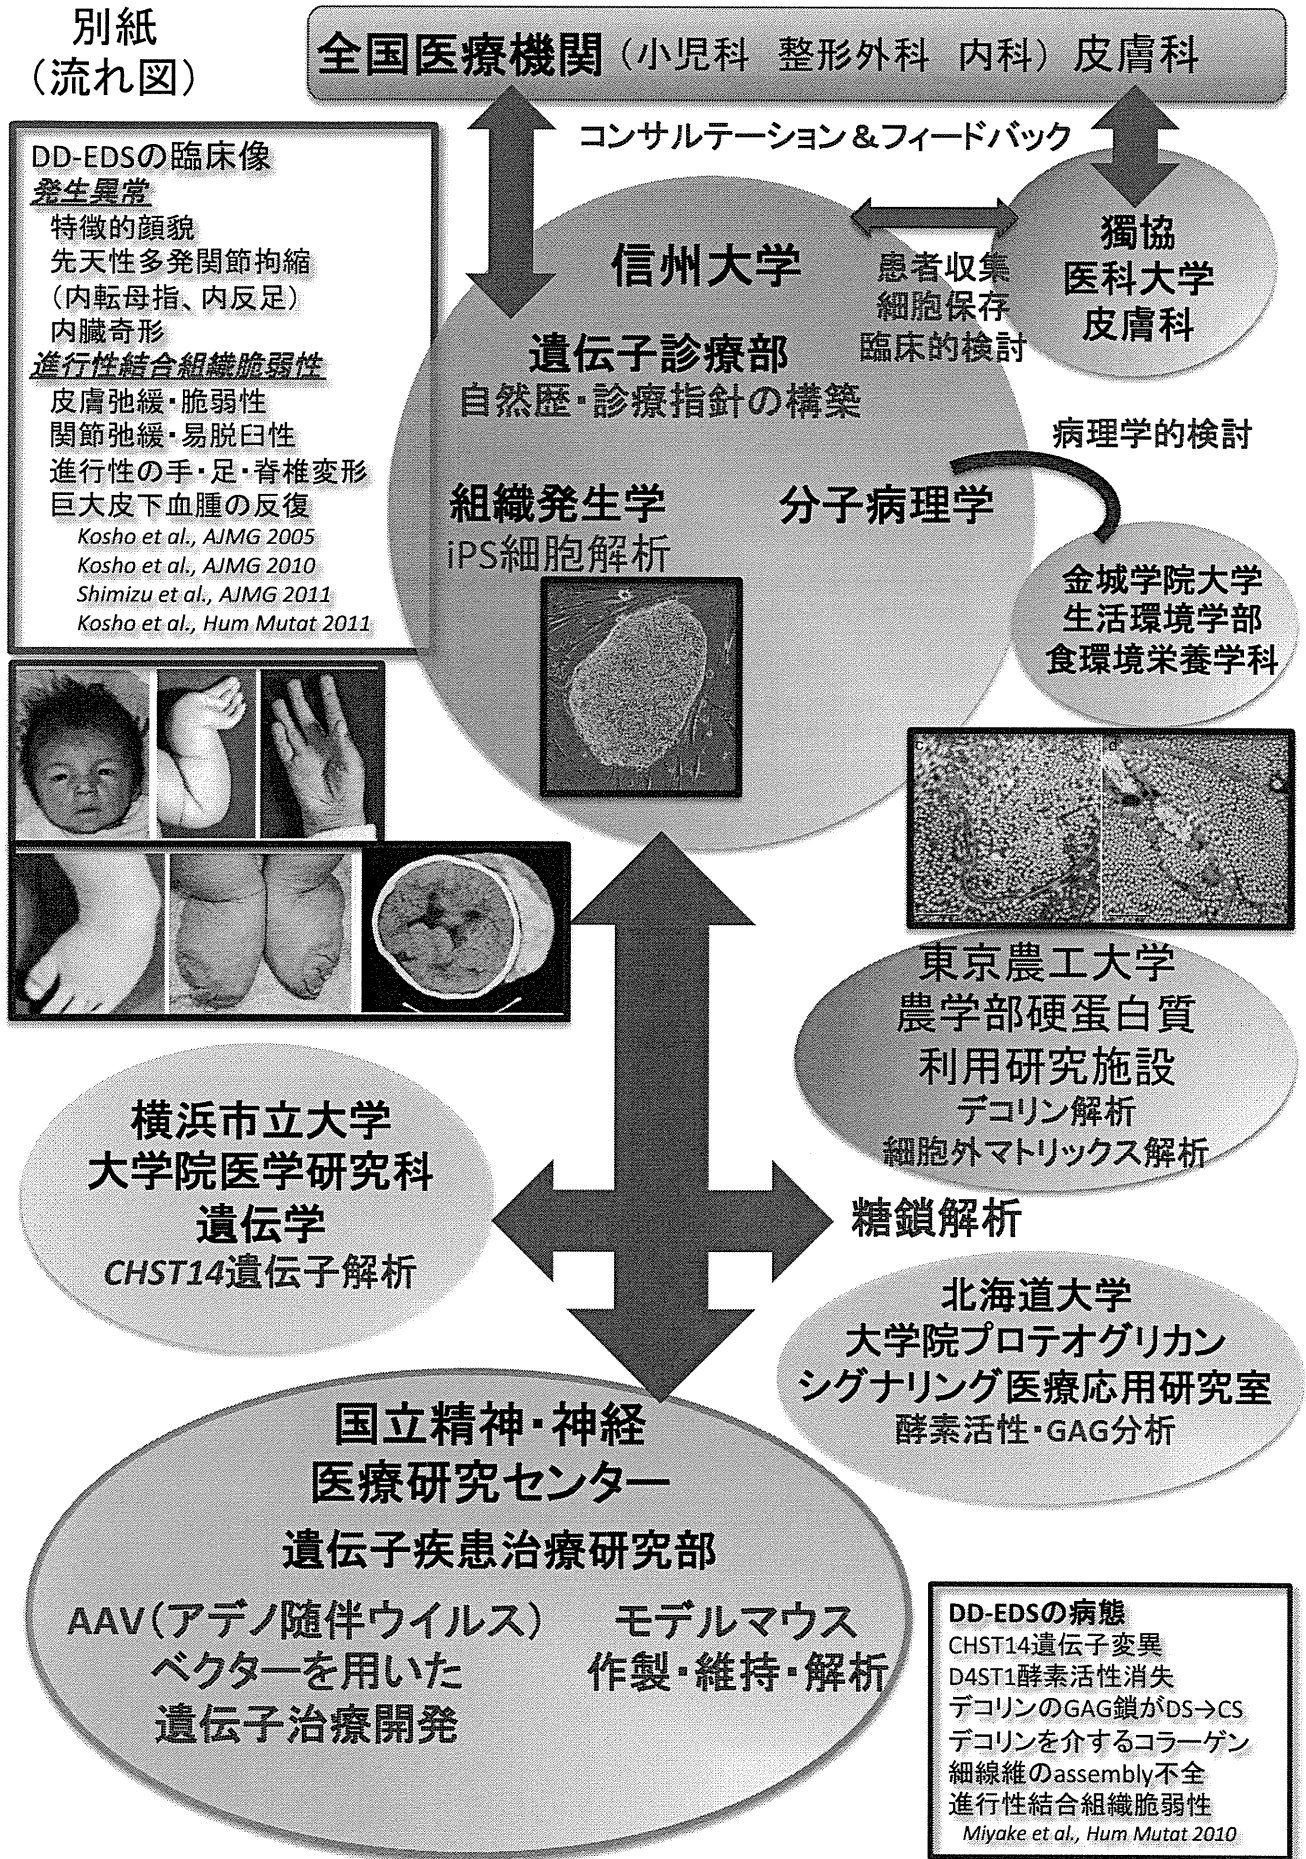 別紙
（流れ図）
全国医療機関（小児科　整形外科　内科）皮膚科
コンサルテーション＆フィードバック
DD-EDSの臨床像
発生異常
特徴的顔貌
先天性多発関節拘縮
（内転母指、内反足）
内臓奇形
進行性結合組織脆弱性
皮膚弛緩・脆弱性
関節弛緩・易脱臼性
進行性の手・足・脊椎変形
巨大皮下血腫の反復
Kosho et al., AJMG 2005
Kosho et al., AJMG 2010
Shimizu et al., AJMG 2011
Kosho et al., Hum Mutat 2011
信州大学
遺伝子診療部
自然歴・診療指針の構築
組織発生学
iPS細胞解析
分子病理学
患者収集
細胞保存
臨床的検討
獨協
医科大学
皮膚科
病理学的検討
金城学院大学
生活環境学部
食環境栄養学科
c
d
東京農工大学
農学部硬蛋白質
利用研究施設
デコリン解析
細胞外マトリックス解析
横浜市立大学
大学院医学研究科
遺伝学
CHST14遺伝子解析
糖鎖解析
北海道大学
大学院プロテオグリカン
シグナリング医療応用研究室
酵素活性・GAG分析
国立精神・神経
医療研究センター
遺伝子疾患治療研究部
AAV（アデノ随伴ウイルス）
ベクターを用いた
遺伝子治療開発
モデルマウス
作製・維持・解析
DD-EDSの病態
CHST14遺伝子変異
D4ST1酵素活性消失
デコリンのGAG鎖がDS→CS
デコリンを介するコラーゲン
細線維のassembly不全
進行性結合組織脆弱性
Miyake et al., Hum Mutat 2010